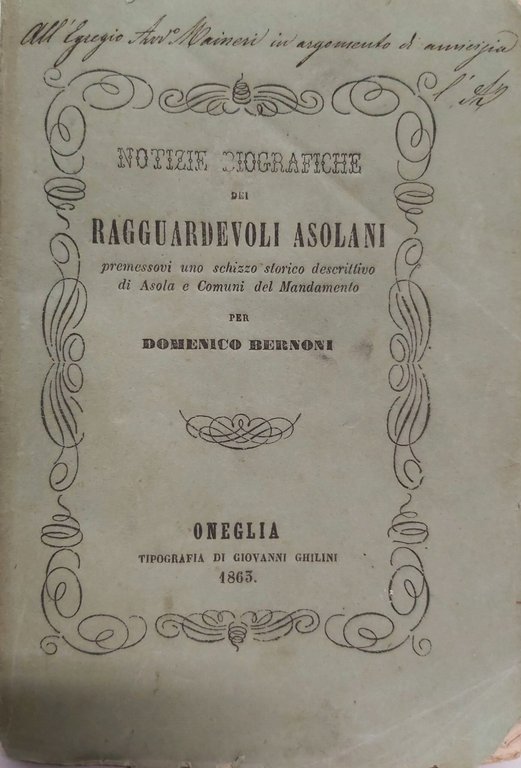 All'Egregio Avv.º Maineri in argomento di amicizia
l'A
NOTIZIE BIOGRAFICHE
DEI
RAGGUARDEVOLI ASOLANI
premessovi uno schizzo storico descrittivo
di Asola e Comuni del Mandamento
PER
DOMENICO BERNONI
ONEGLIA
TIPOGRAFIA DI GIOVANNI GHILINI
1863.